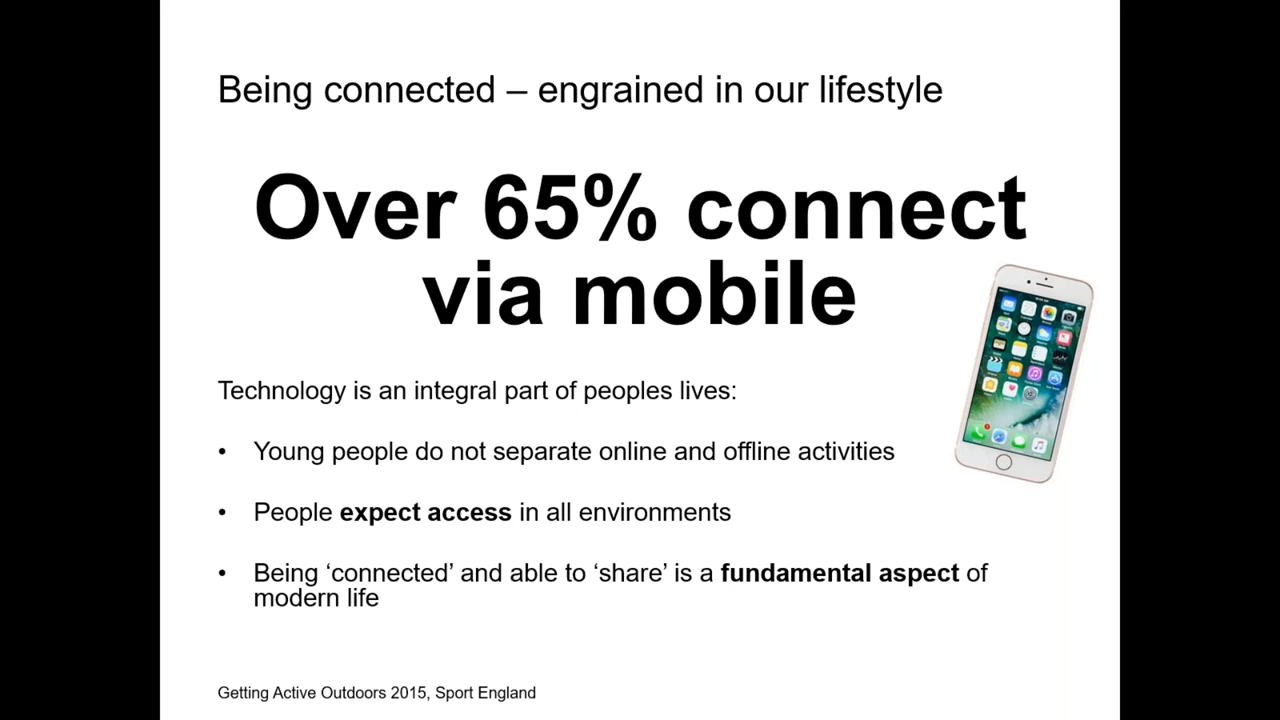 Being connected – engrained in our lifestyle
Over 65% connect
via mobile
Technology is an integral part of peoples lives:
• Young people do not separate online and offline activities
• People expect access in all environments
• Being ‘connected’ and able to ‘share’ is a fundamental aspect of
modern life
Getting Active Outdoors 2015, Sport England